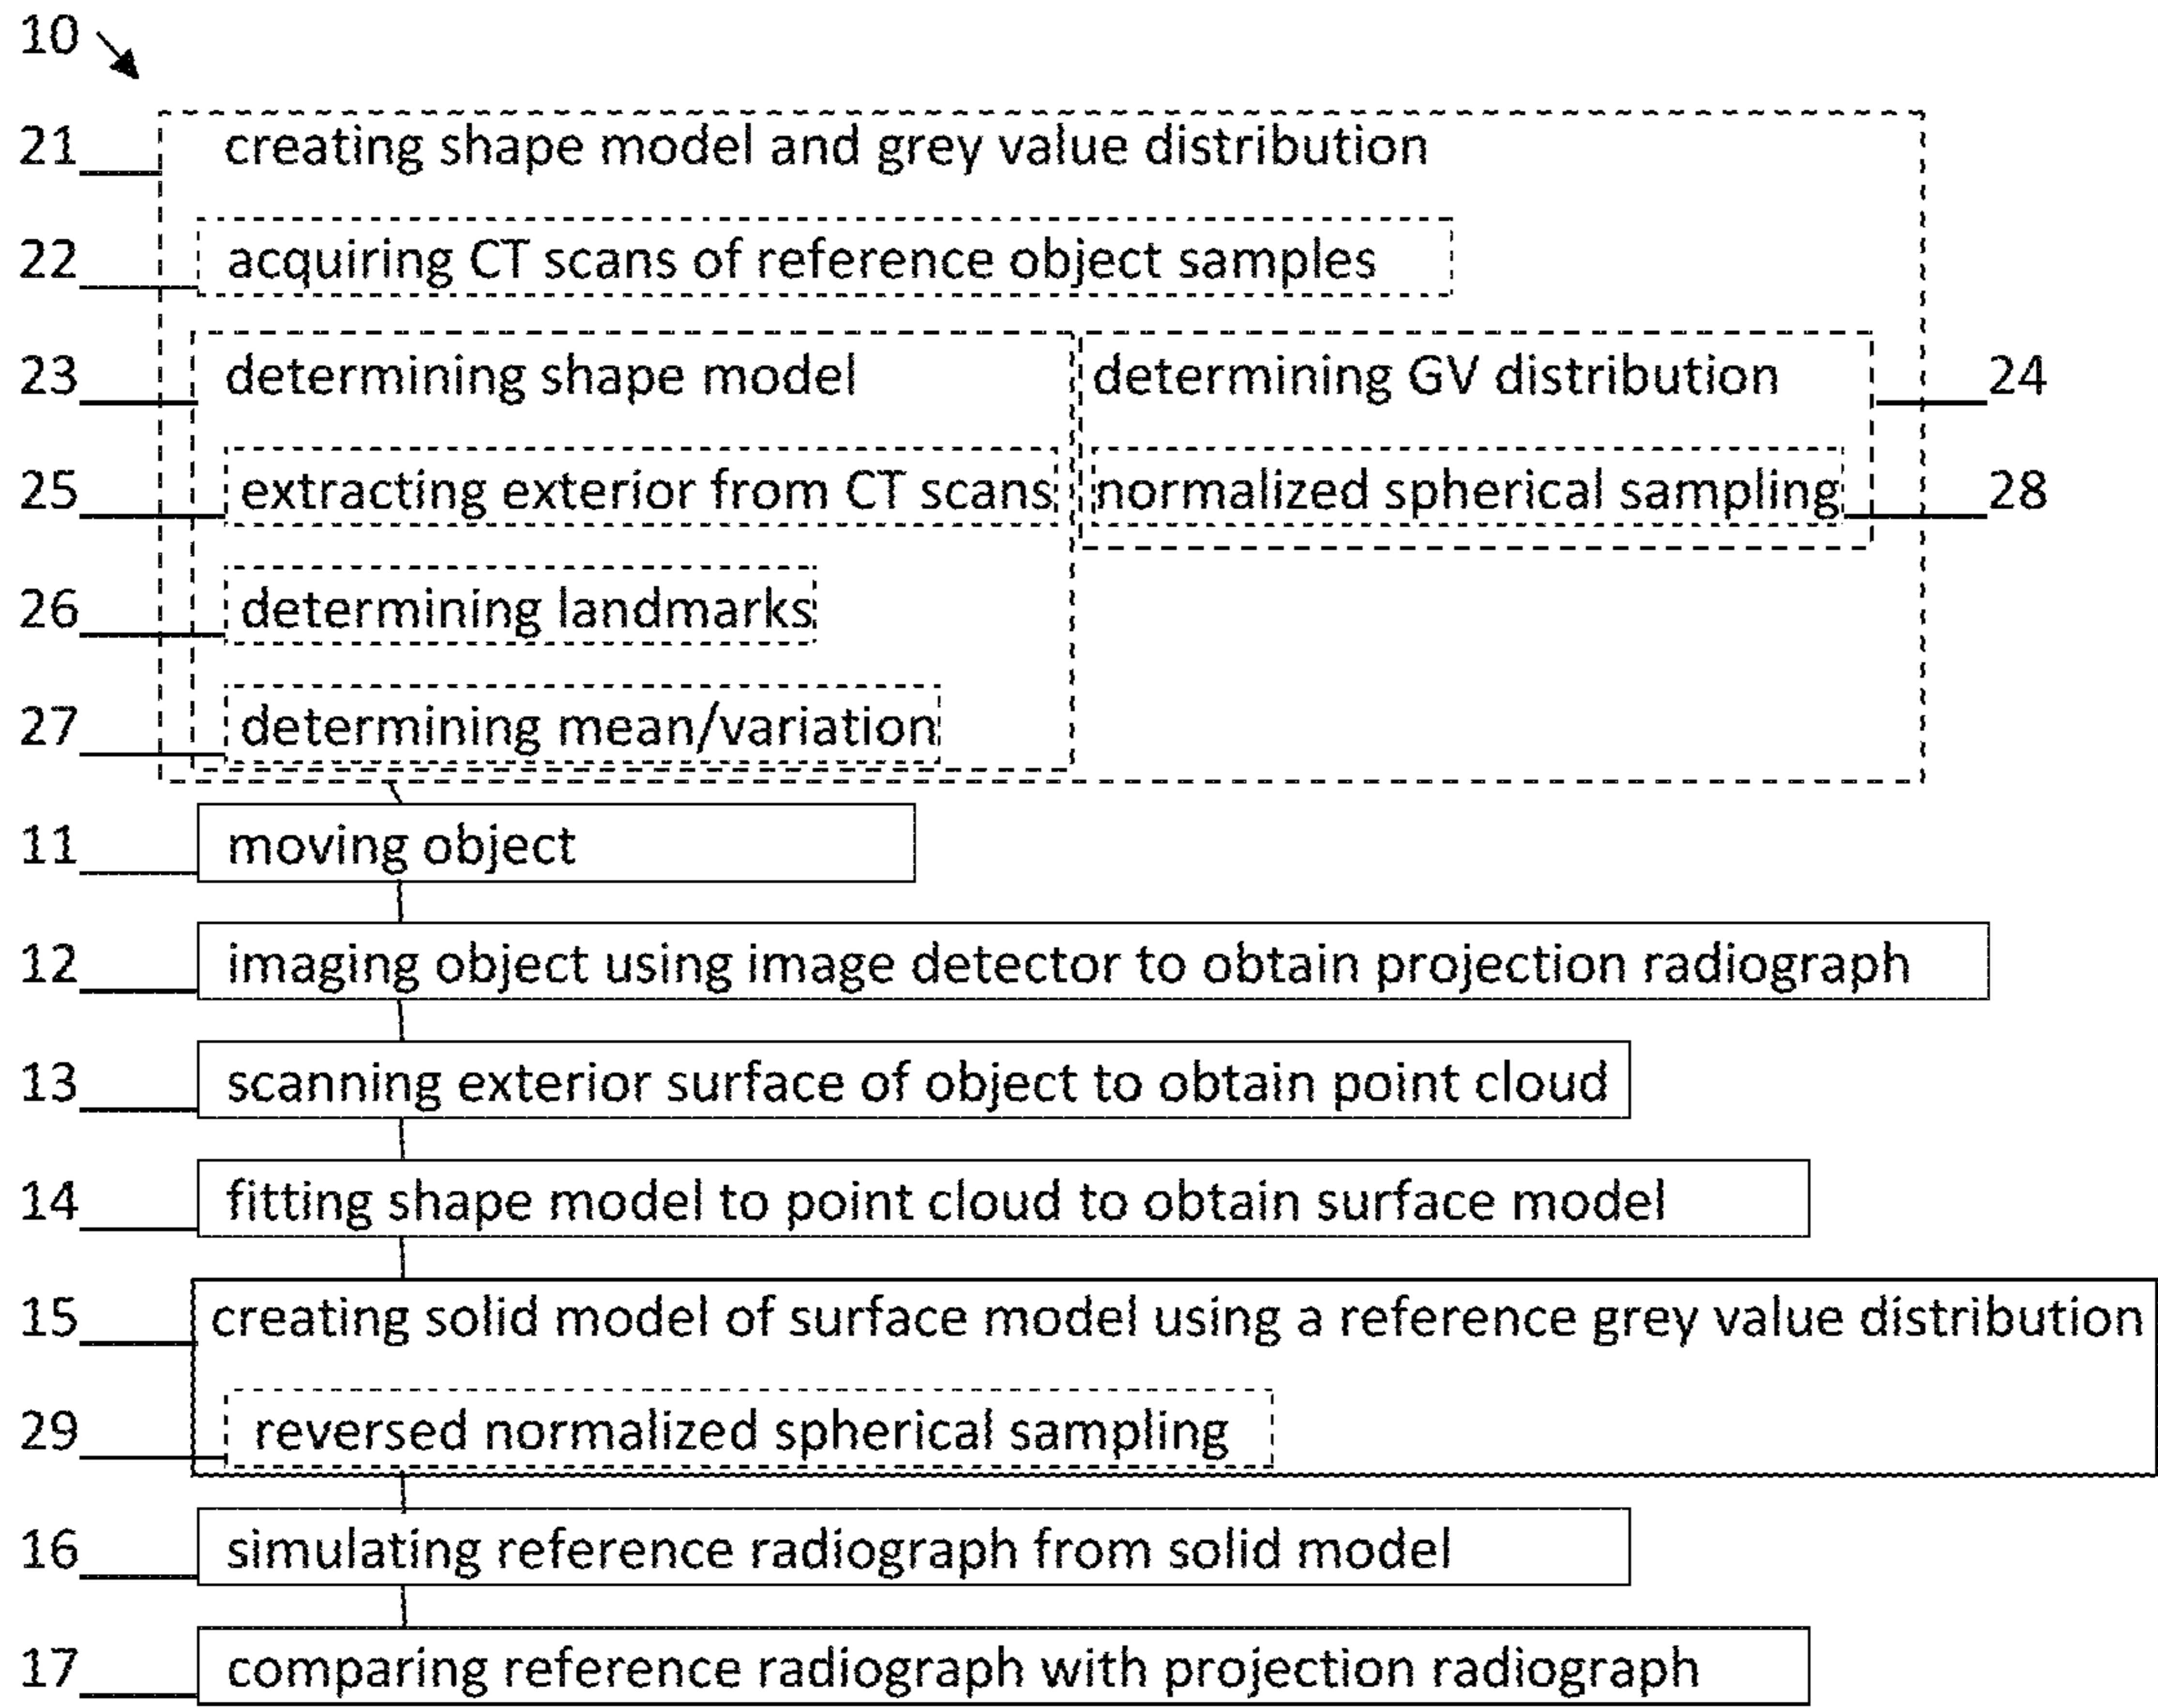 10
21 creating shape model and grey value distribution
22 acquiring CT scans of reference object samples
23 determining shape model determining GV distribution 24
25 extracting exterior from CT scans normalized spherical sampling 28
26 determining landmarks
27 determining mean/variation
11 moving object
12 imaging object using image detector to obtain projection radiograph
13 scanning exterior surface of object to obtain point cloud
14 fitting shape model to point cloud to obtain surface model
15 creating solid model of surface model using a reference grey value distribution
29 reversed normalized spherical sampling
16 simulating reference radiograph from solid model
17 comparing reference radiograph with projection radiograph